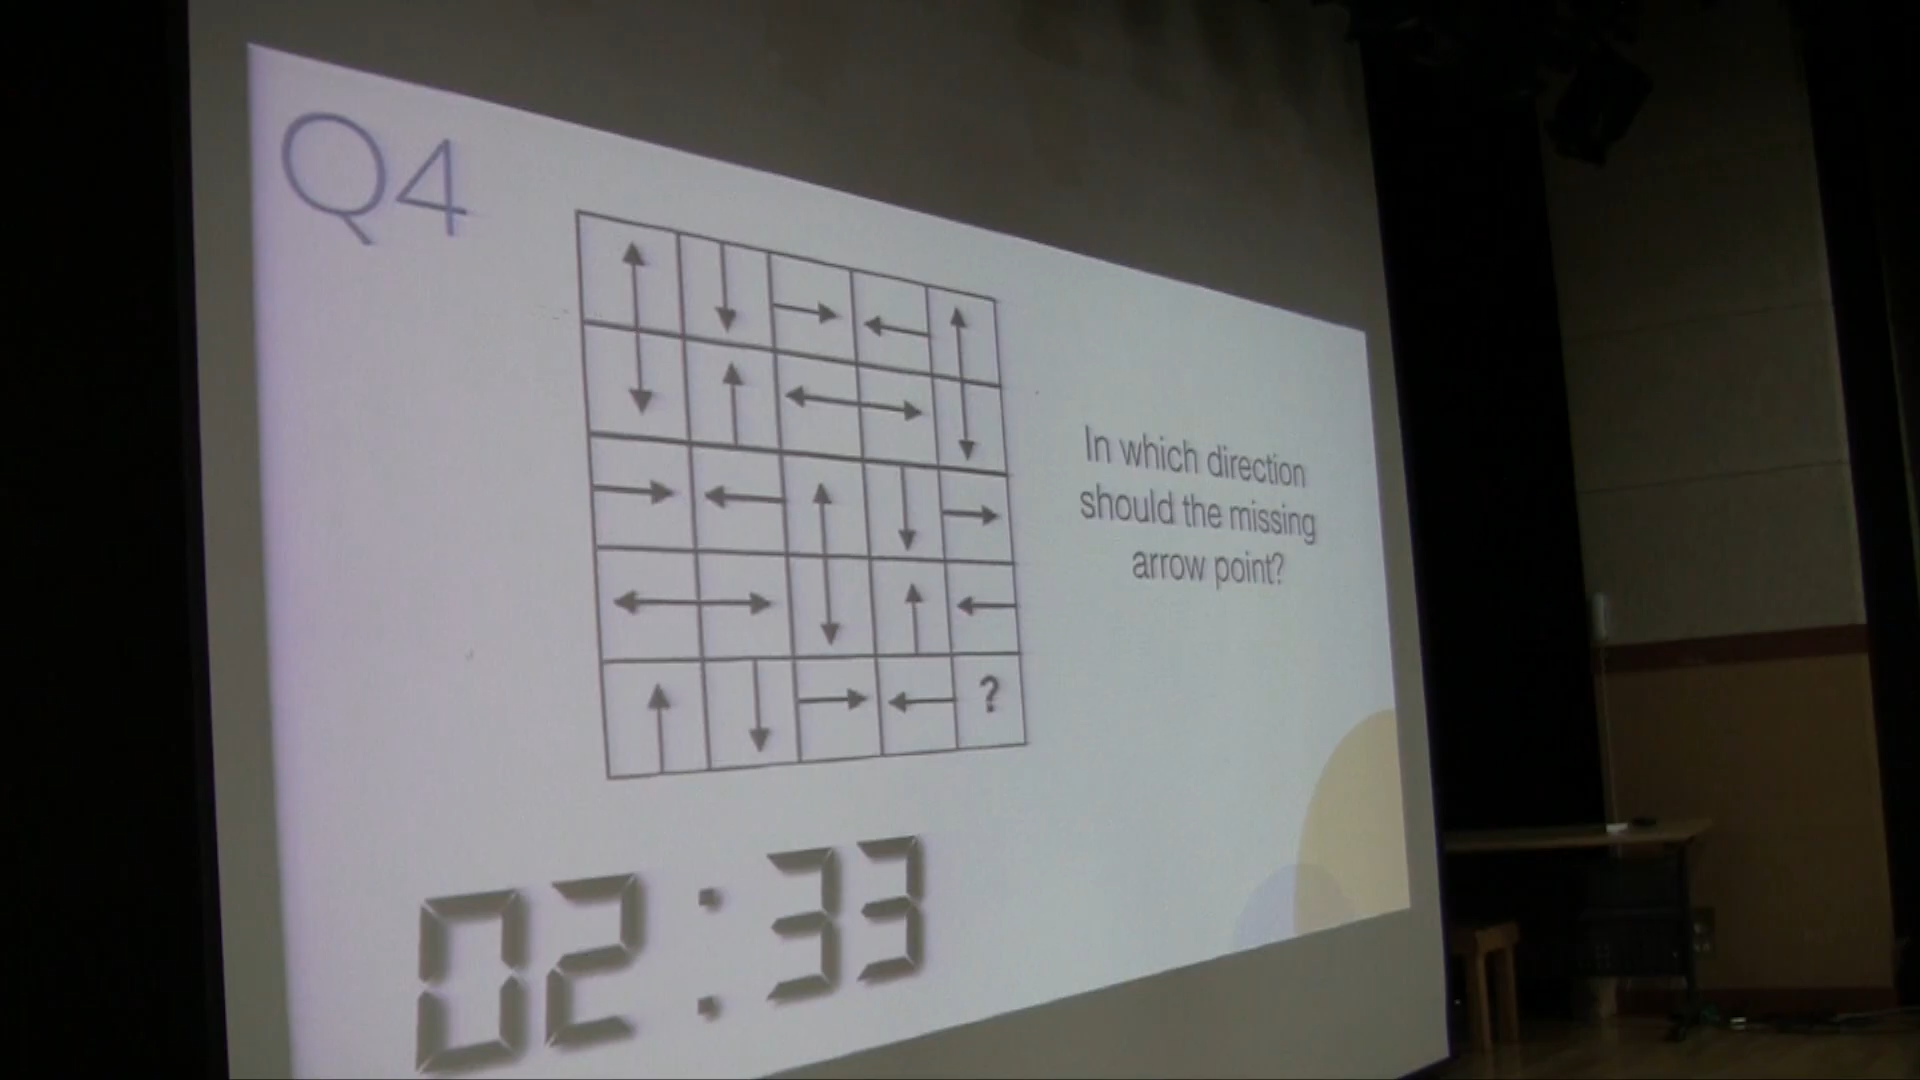 Q4
In which direction
should the missing
arrow point?
?
02:33